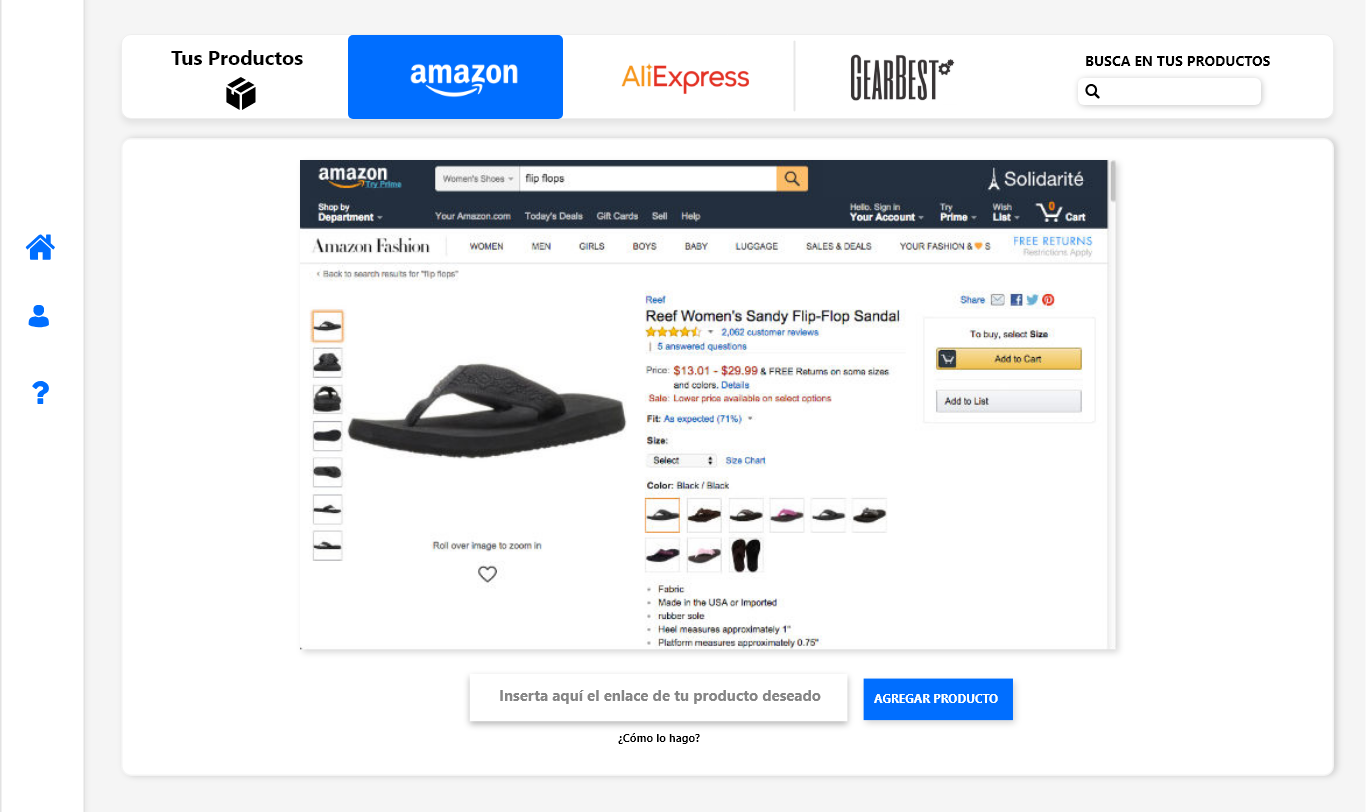 Tus Productos
amazon
AliExpress
GEARBEST
BUSCA EN TUS PRODUCTOS
amazon
Try Prime
Women's Shoes
flip flops
Solidarité
Shop by
Department
Your Amazon.com
Today's Deals
Gift Cards
Sell
Help
Hello. Sign in
Your Account
Try
Prime
Wish
List
0
Cart
Amazon Fashion
WOMEN
MEN
GIRLS
BOYS
BABY
LUGGAGE
SALES & DEALS
YOUR FASHION & 🧡 S
FREE RETURNS
Restrictions Apply
‹ Back to search results for "flip flops"
Reef
Reef Women's Sandy Flip-Flop Sandal
2,062 customer reviews
| 5 answered questions
Price: $13.01 - $29.99 & FREE Returns on some sizes
and colors. Details
Sale: Lower price available on select options
Fit: As expected (71%)
Size:
Select
Size Chart
Color: Black / Black
Roll over image to zoom in
Fabric
Made in the USA or Imported
rubber sole
Heel measures approximately 1"
Platform measures approximately 0.75"
Share
To buy, select Size
Add to Cart
Add to List
Inserta aquí el enlace de tu producto deseado
AGREGAR PRODUCTO
¿Cómo lo hago?